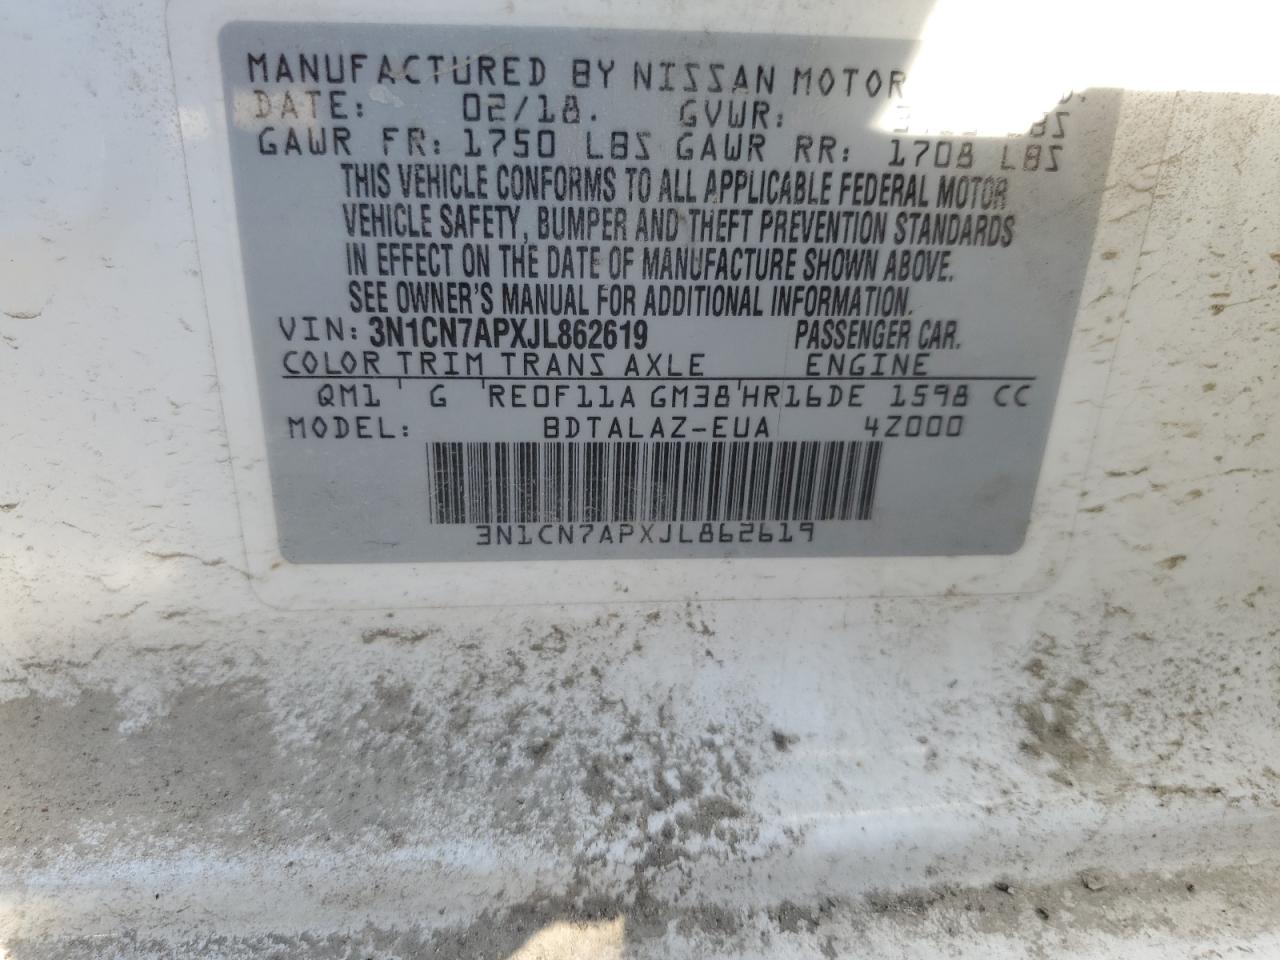 MANUFACTURED BY NISSAN MOTOR
DATE: 02/18. GVWR: LBS
GAWR FR: 1750 LBS GAWR RR: 1708 LBS
THIS VEHICLE CONFORMS TO ALL APPLICABLE FEDERAL MOTOR
VEHICLE SAFETY, BUMPER AND THEFT PREVENTION STANDARDS
IN EFFECT ON THE DATE OF MANUFACTURE SHOWN ABOVE.
SEE OWNER'S MANUAL FOR ADDITIONAL INFORMATION.
VIN: 3N1CN7APXJL862619 PASSENGER CAR.
COLOR TRIM TRANS AXLE ENGINE
QM1 ' G ' RE0F11A GM38 ' HR16DE 1598 CC
MODEL: BDTALAZ-EUA 4Z000
3N1CN7APXJL862619